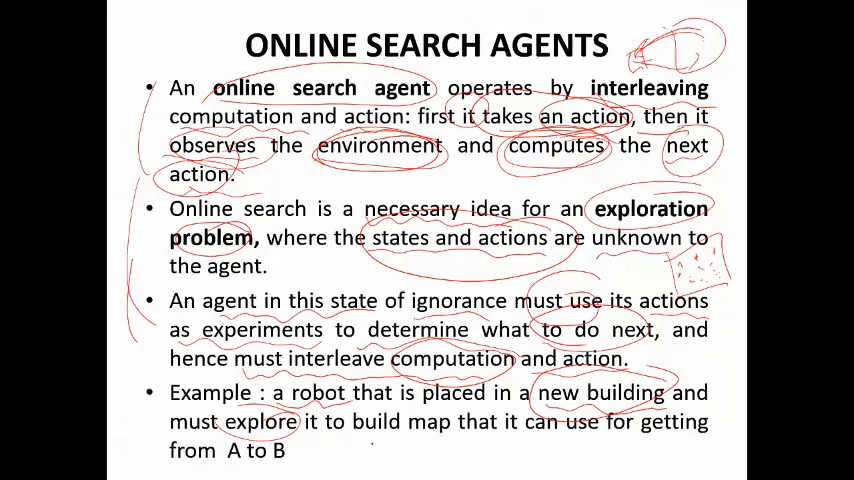 ONLINE SEARCH AGENTS
• An online search agent operates by interleaving
computation and action: first it takes an action, then it
observes the environment and computes the next
action.
• Online search is a necessary idea for an exploration
problem, where the states and actions are unknown to
the agent.
• An agent in this state of ignorance must use its actions
as experiments to determine what to do next, and
hence must interleave computation and action.
• Example : a robot that is placed in a new building and
must explore it to build map that it can use for getting
from A to B